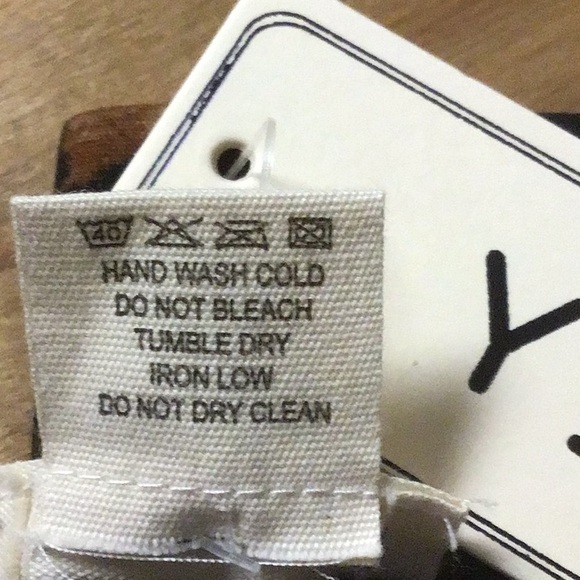 40
HAND WASH COLD
DO NOT BLEACH
TUMBLE DRY
IRON LOW
DO NOT DRY CLEAN
Y